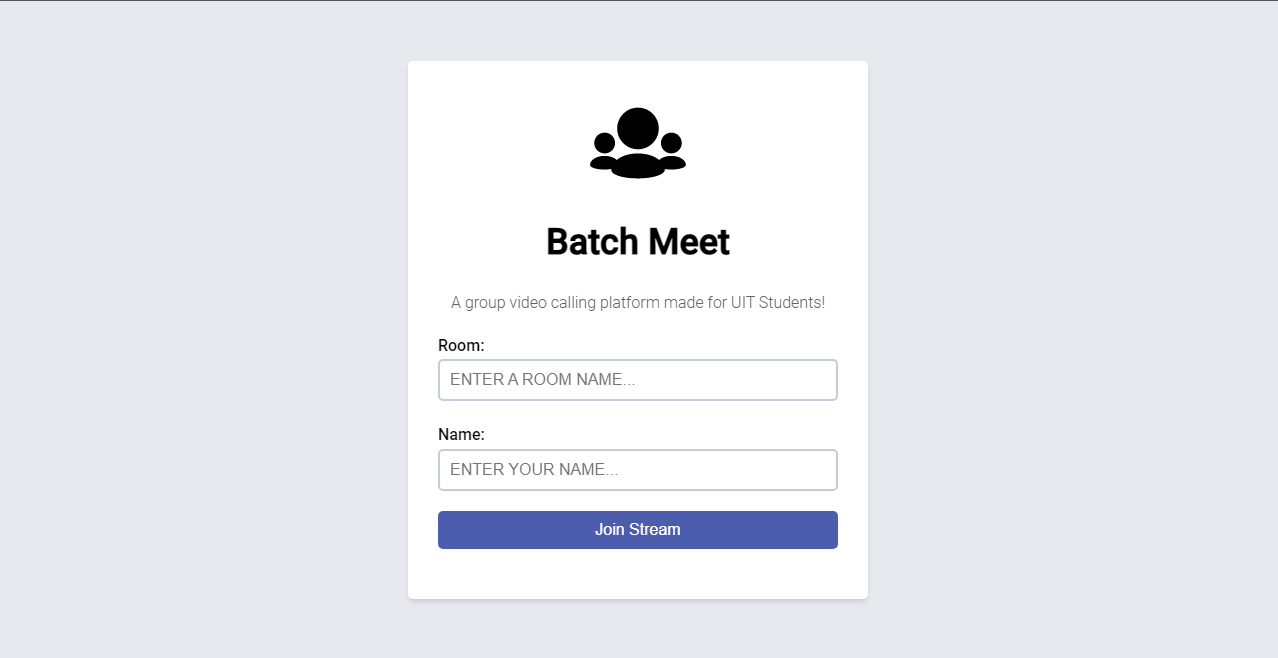 Batch Meet
A group video calling platform made for UIT Students!
Room:
ENTER A ROOM NAME...
Name:
ENTER YOUR NAME...
Join Stream